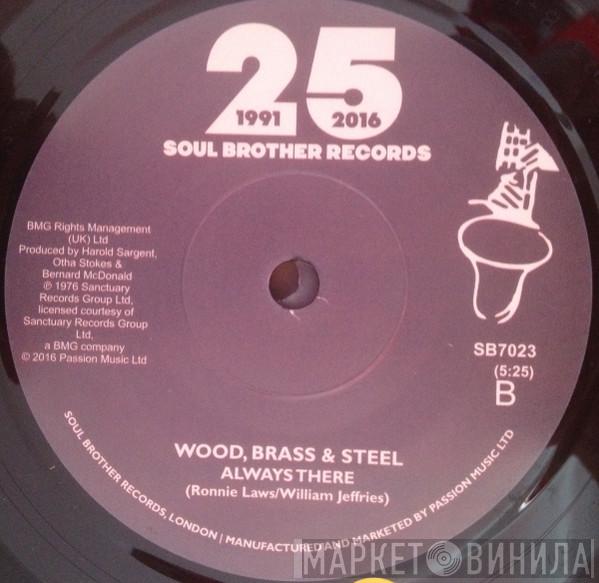 25
1991 2016
SOUL BROTHER RECORDS
BMG Rights Management
(UK) Ltd
Produced by Harold Sargent,
Otha Stokes &
Bernard McDonald
℗ 1976 Sanctuary
Records Group Ltd,
licensed courtesy of
Sanctuary Records Group
Ltd,
a BMG company
© 2016 Passion Music Ltd
SB7023
(5:25)
B
WOOD, BRASS & STEEL
ALWAYS THERE
(Ronnie Laws/William Jeffries)
SOUL BROTHER RECORDS, LONDON | MANUFACTURED AND MARKETED BY PASSION MUSIC LTD
МАРКЕТ ВИНИЛА